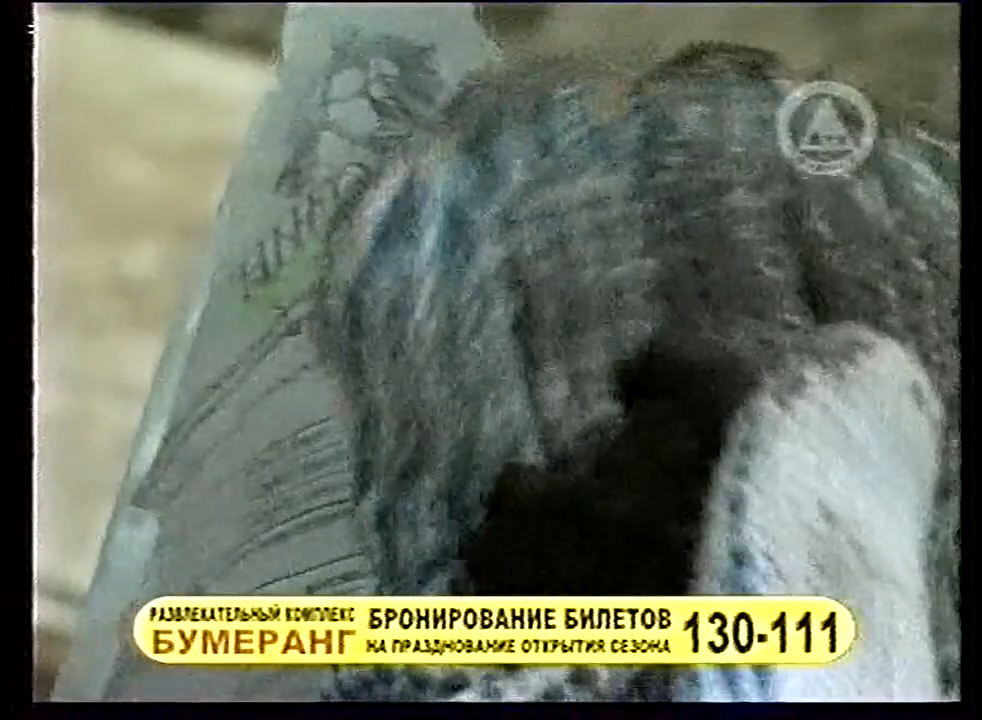 РАЗВЛЕКАТЕЛЬНЫЙ КОМПЛЕКС
БУМЕРАНГ
БРОНИРОВАНИЕ БИЛЕТОВ
НА ПРАЗДНОВАНИЕ ОТКРЫТИЯ СЕЗОНА
130-111